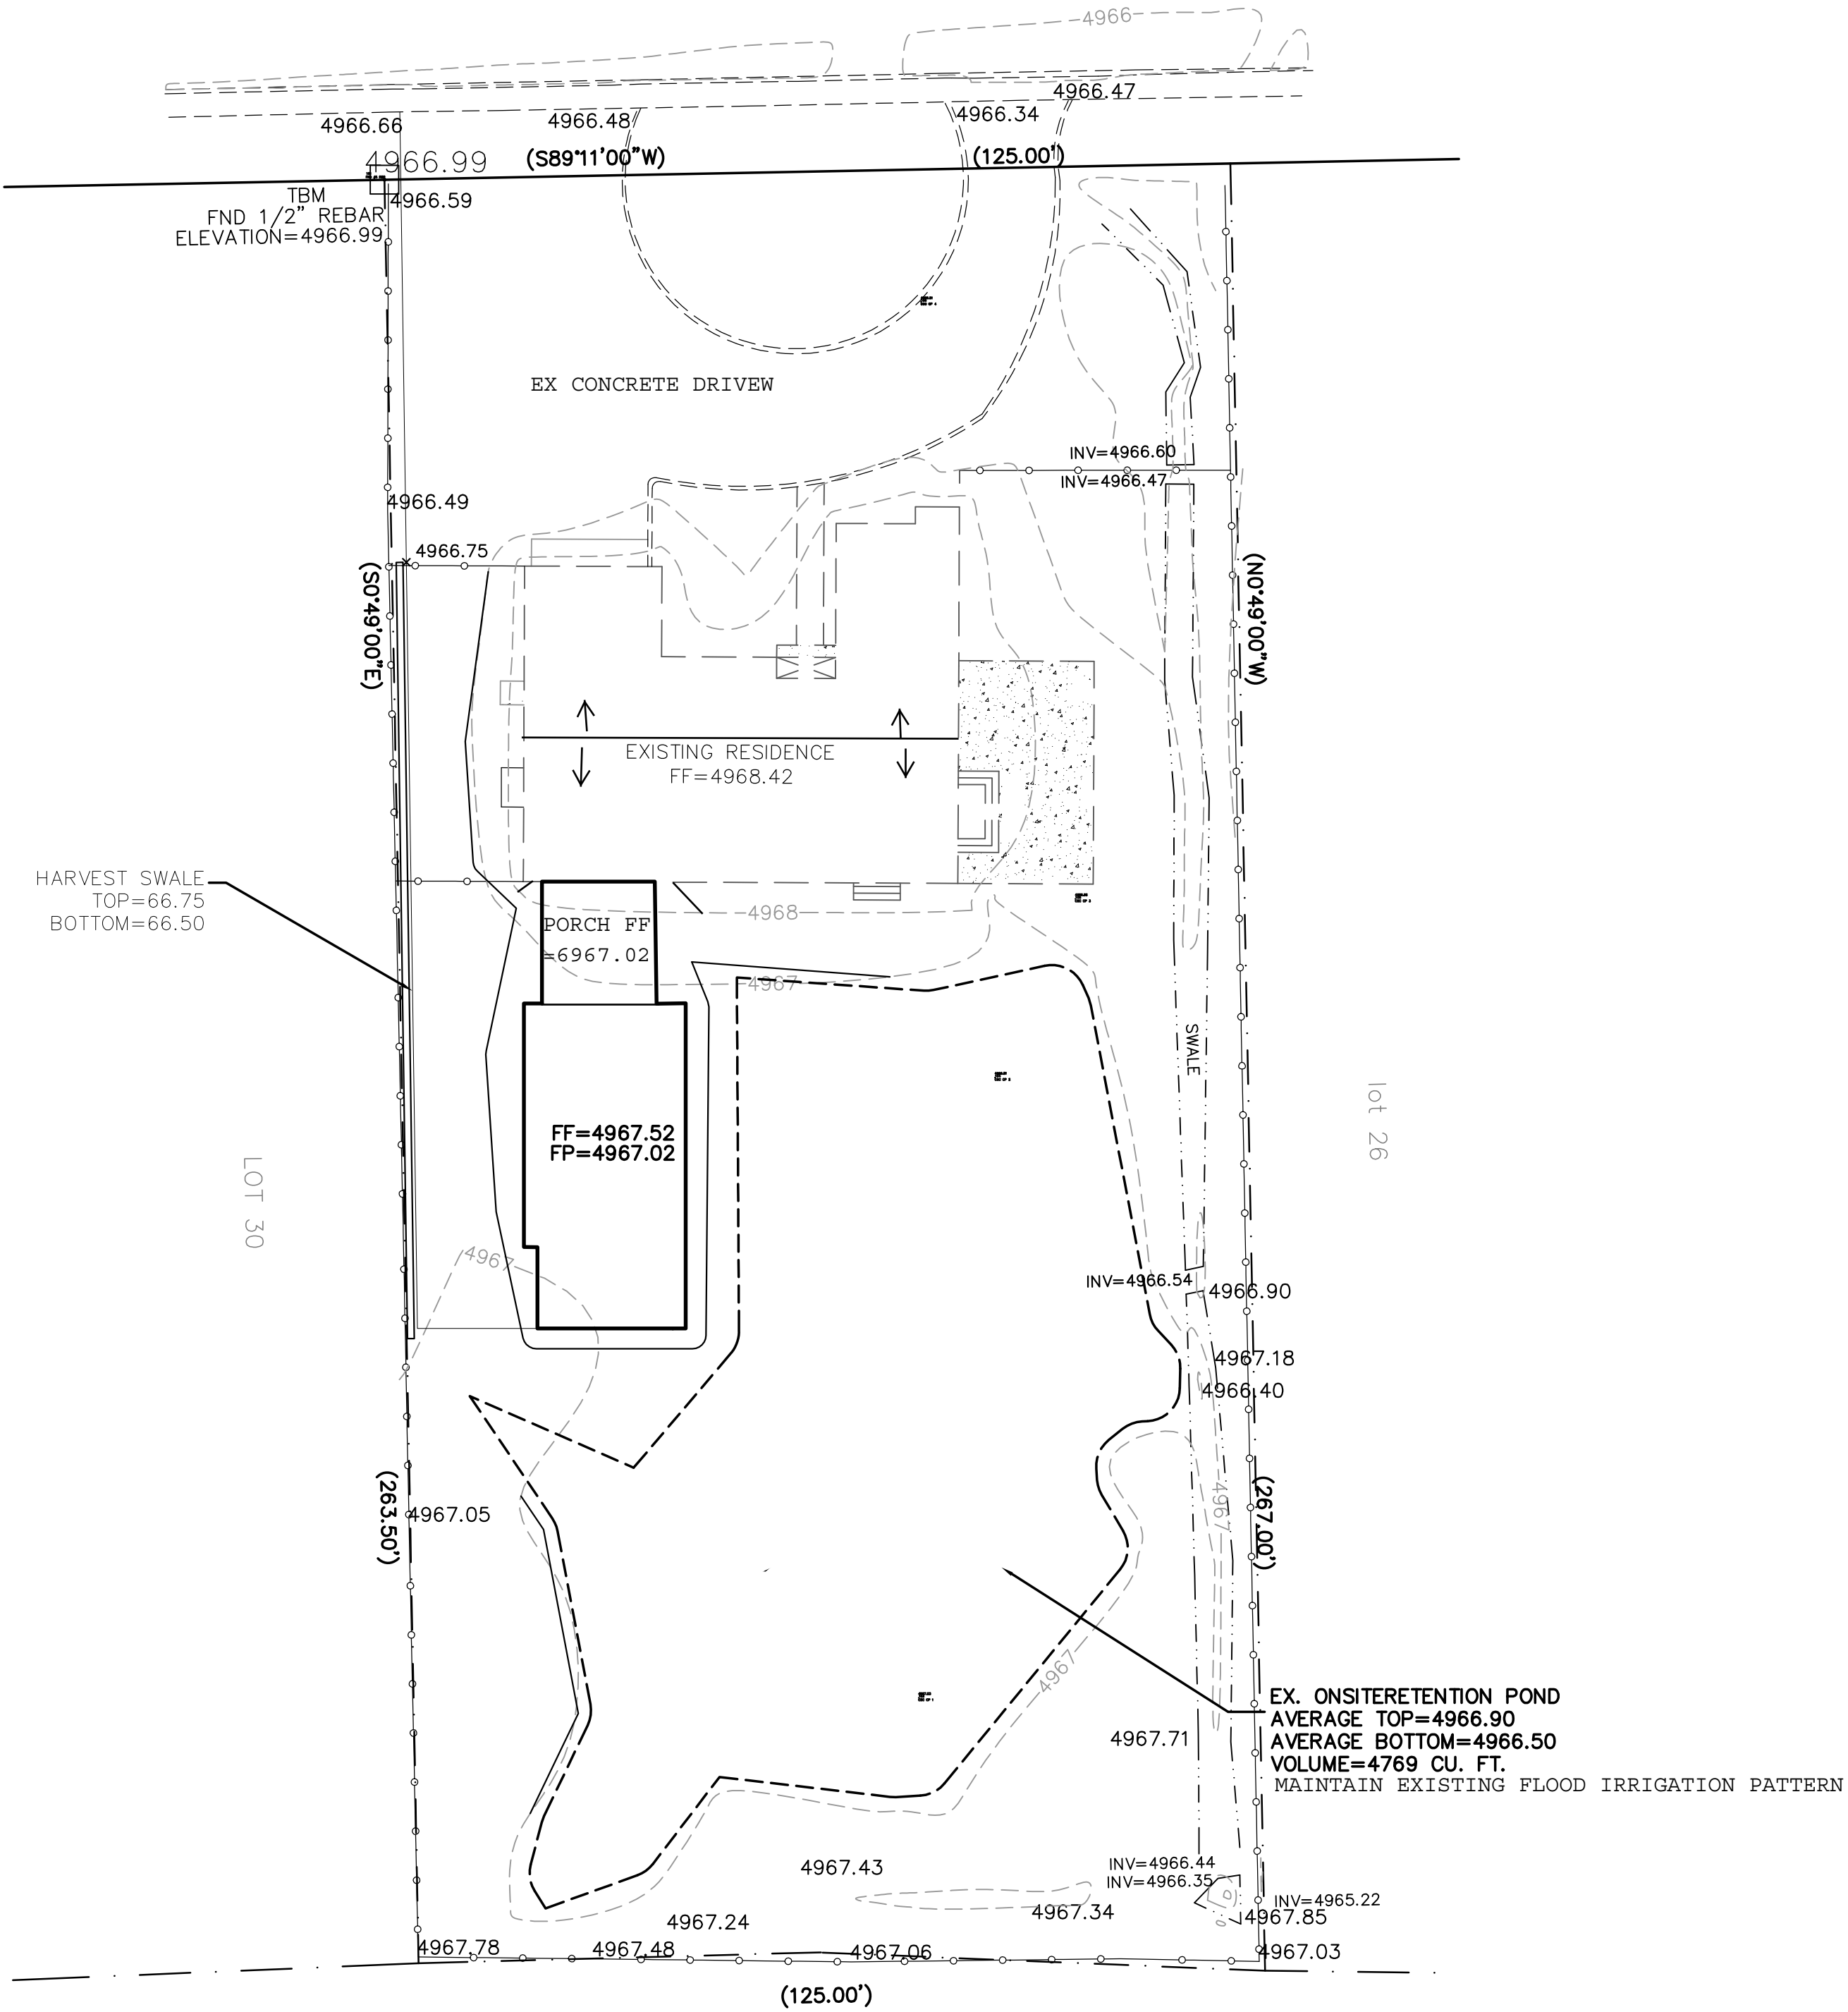 4966
4966.47
4966.34
4966.48
4966.66
4966.99
(S89°11'00"W)
(125.00')
4966.59
TBM
FND 1/2" REBAR
ELEVATION=4966.99
EX CONCRETE DRIVEW
INV=4966.60
INV=4966.47
4966.49
4966.75
(S0°49'00"E)
(N0°49'00"W)
EXISTING RESIDENCE
FF=4968.42
HARVEST SWALE
TOP=66.75
BOTTOM=66.50
4968
PORCH FF
=6967.02
4967
SWALE
lot 26
FF=4967.52
FP=4967.02
LOT 30
4967
INV=4966.54
4966.90
4967.18
4966.40
(263.50')
4967.05
4967
(267.00')
4967
EX. ONSITERETENTION POND
AVERAGE TOP=4966.90
AVERAGE BOTTOM=4966.50
VOLUME=4769 CU. FT.
MAINTAIN EXISTING FLOOD IRRIGATION PATTERN
4967.71
4967.43
INV=4966.44
INV=4966.35
INV=4965.22
4967.34
4967.85
4967.24
4967.78
4967.48
4967.06
4967.03
(125.00')